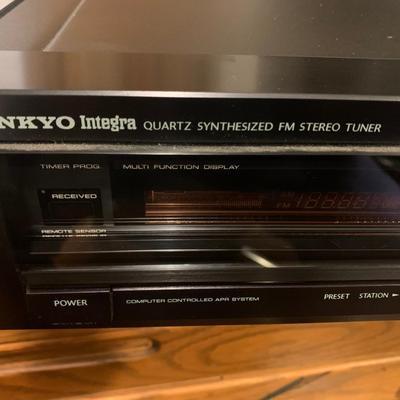 NKYO Integra QUARTZ SYNTHESIZED FM STEREO TUNER
TIMER PROG. MULTI FUNCTION DISPLAY
RECEIVED
FM
REMOTE SENSOR
POWER COMPUTER CONTROLLED APR SYSTEM PRESET STATION